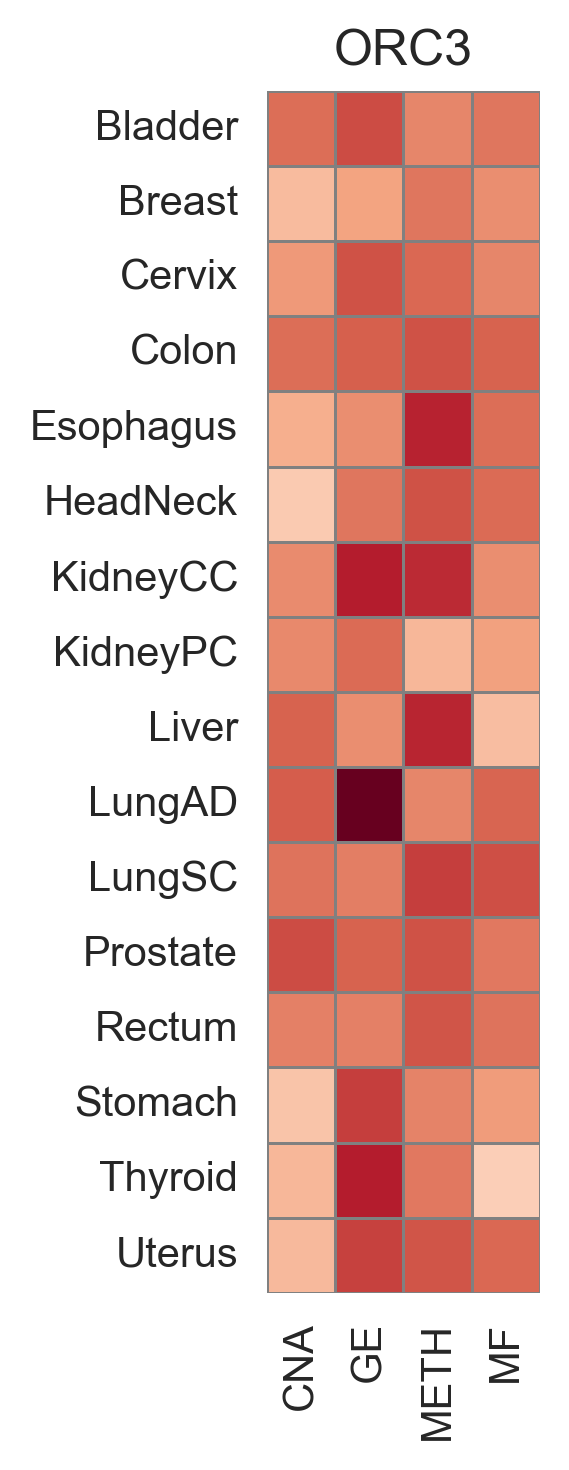 ORC3
Bladder
Breast
Cervix
Colon
Esophagus
HeadNeck
KidneyCC
KidneyPC
Liver
LungAD
LungSC
Prostate
Rectum
Stomach
Thyroid
Uterus
CNA
GE
METH
MF